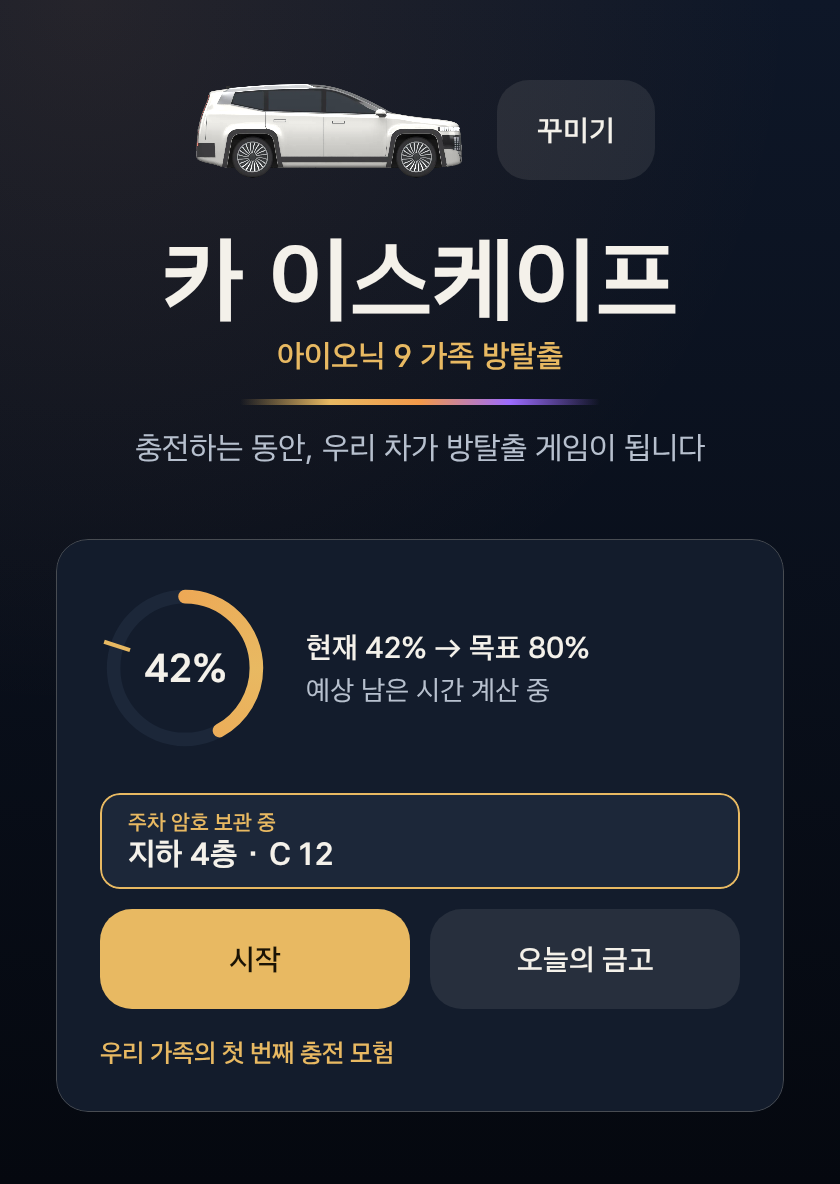 꾸미기
카 이스케이프
아이오닉 9 가족 방탈출
충전하는 동안, 우리 차가 방탈출 게임이 됩니다
42%
현재 42% → 목표 80%
예상 남은 시간 계산 중
주차 암호 보관 중
지하 4층 · C 12
시작
오늘의 금고
우리 가족의 첫 번째 충전 모험